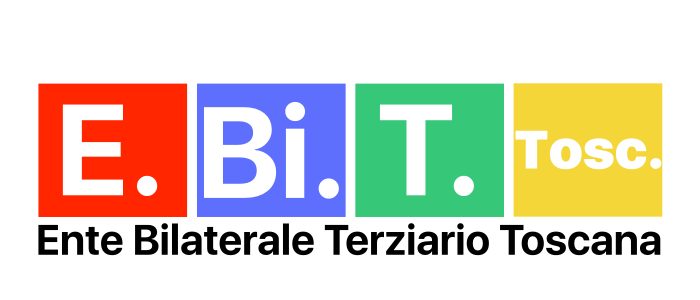 E. Bi. T. Tosc.
Ente Bilaterale Terziario Toscana